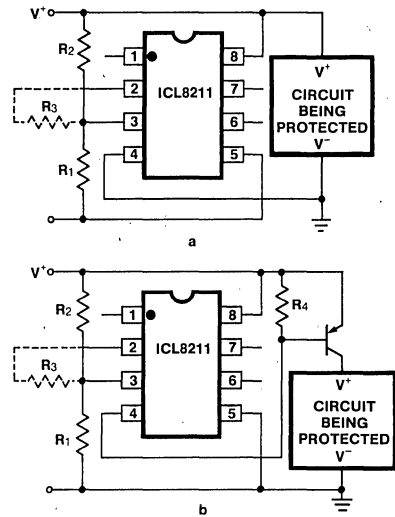 V+
R2
1
8
2
ICL8211
7
R3
3
6
R1
4
5
V+
CIRCUIT
BEING
PROTECTED
V−
a
V+
R2
1
8
R4
2
ICL8211
7
R3
3
6
R1
4
5
V+
CIRCUIT
BEING
PROTECTED
V−
b